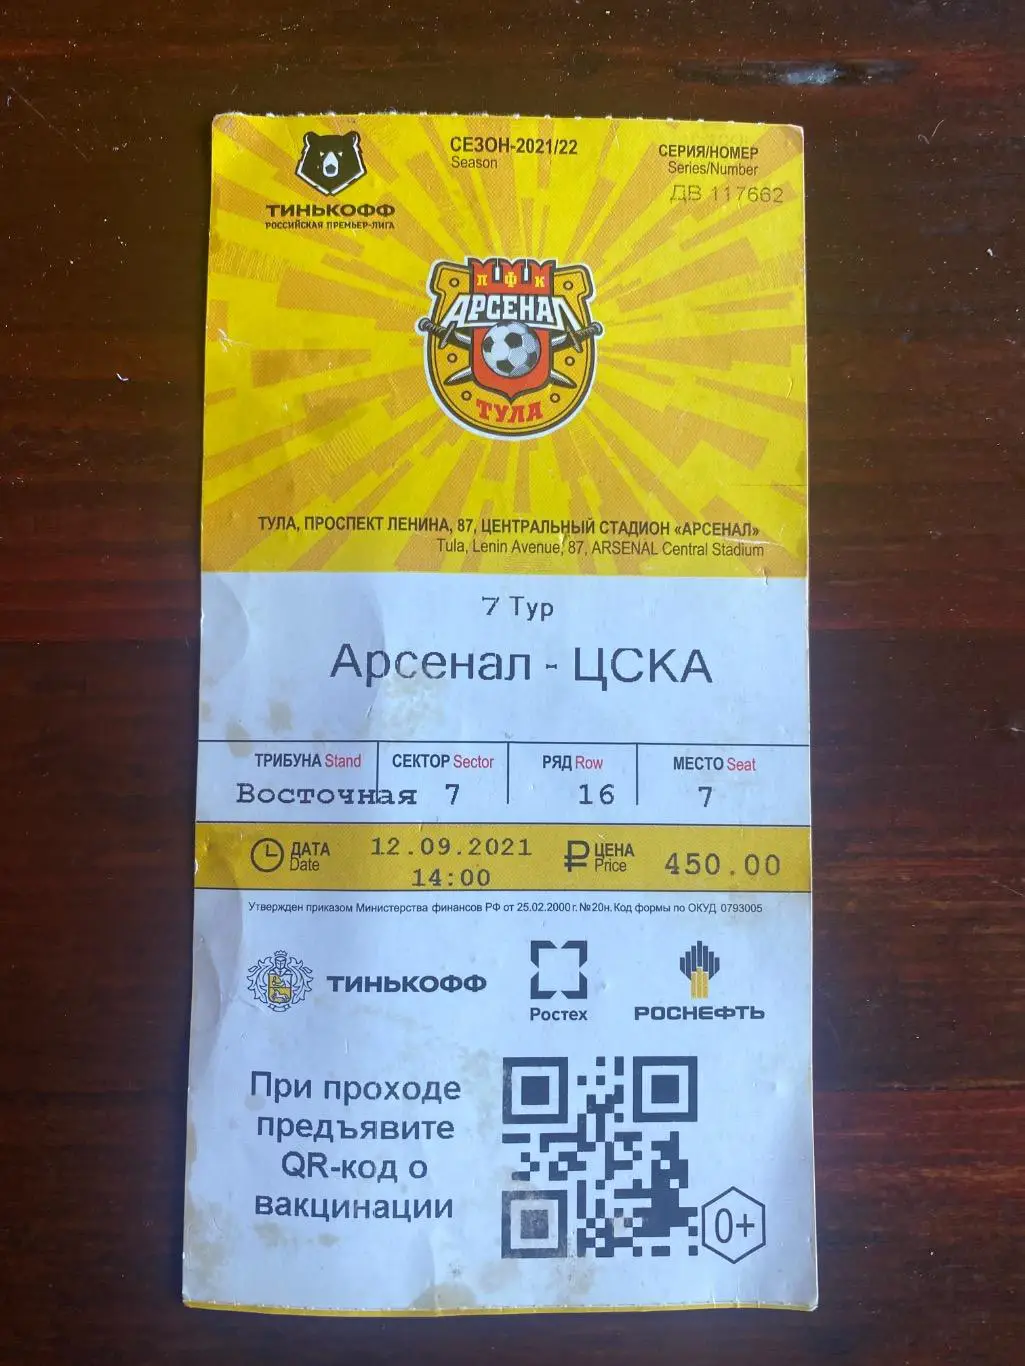 ТИНЬКОФФ
РОССИЙСКАЯ ПРЕМЬЕР-ЛИГА
СЕЗОН-2021/22
Season
СЕРИЯ/НОМЕР
Series/Number
ДВ 117662
ПФК
АРСЕНАЛ
ТУЛА
ТУЛА, ПРОСПЕКТ ЛЕНИНА, 87, ЦЕНТРАЛЬНЫЙ СТАДИОН «АРСЕНАЛ»
Tula, Lenin Avenue, 87, ARSENAL Central Stadium
7 Тур
Арсенал - ЦСКА
ТРИБУНА Stand СЕКТОР Sector РЯД Row МЕСТО Seat
Восточная 7 16 7
ДАТА
Date
12.09.2021
14:00
₽ ЦЕНА
Price
450.00
Утвержден приказом Министерства финансов РФ от 25.02.2000 г. №20н. Код формы по ОКУД 0793005
ТИНЬКОФФ
Ростех
РОСНЕФТЬ
При проходе
предъявите
QR-код о
вакцинации
0+